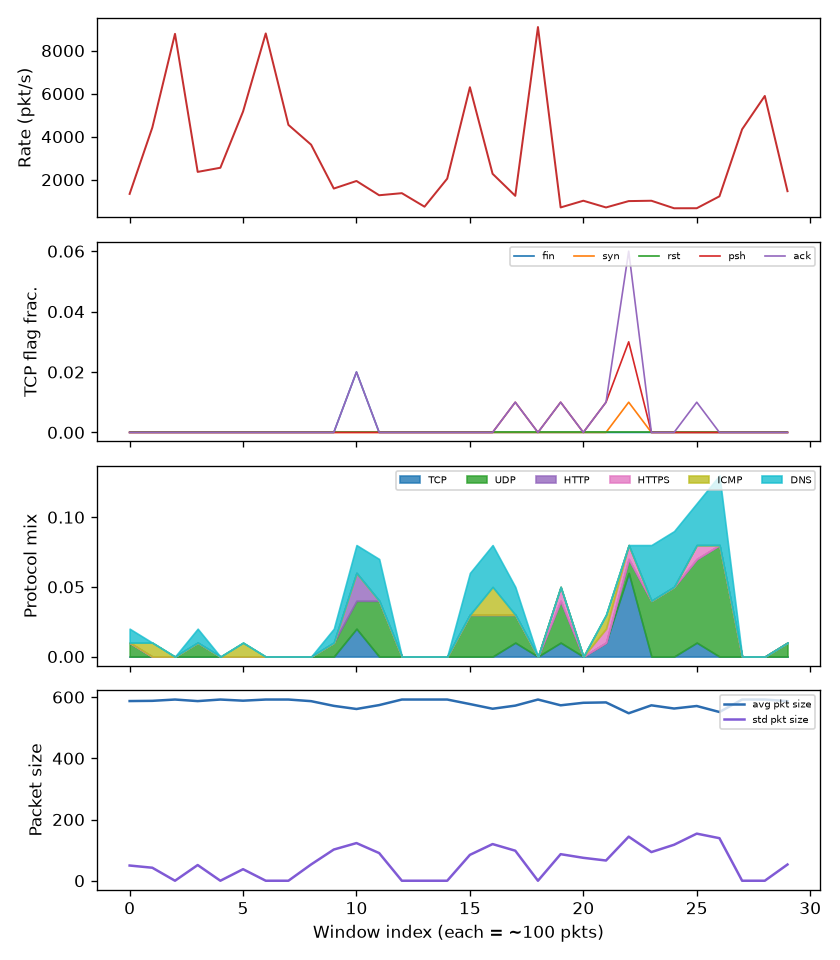 8000
6000
4000
2000
Rate (pkt/s)
fin syn rst psh ack
0.06
0.04
0.02
0.00
TCP flag frac.
TCP UDP HTTP HTTPS ICMP DNS
0.10
0.05
0.00
Protocol mix
avg pkt size
std pkt size
600
400
200
0
Packet size
0 5 10 15 20 25 30
Window index (each = ~100 pkts)